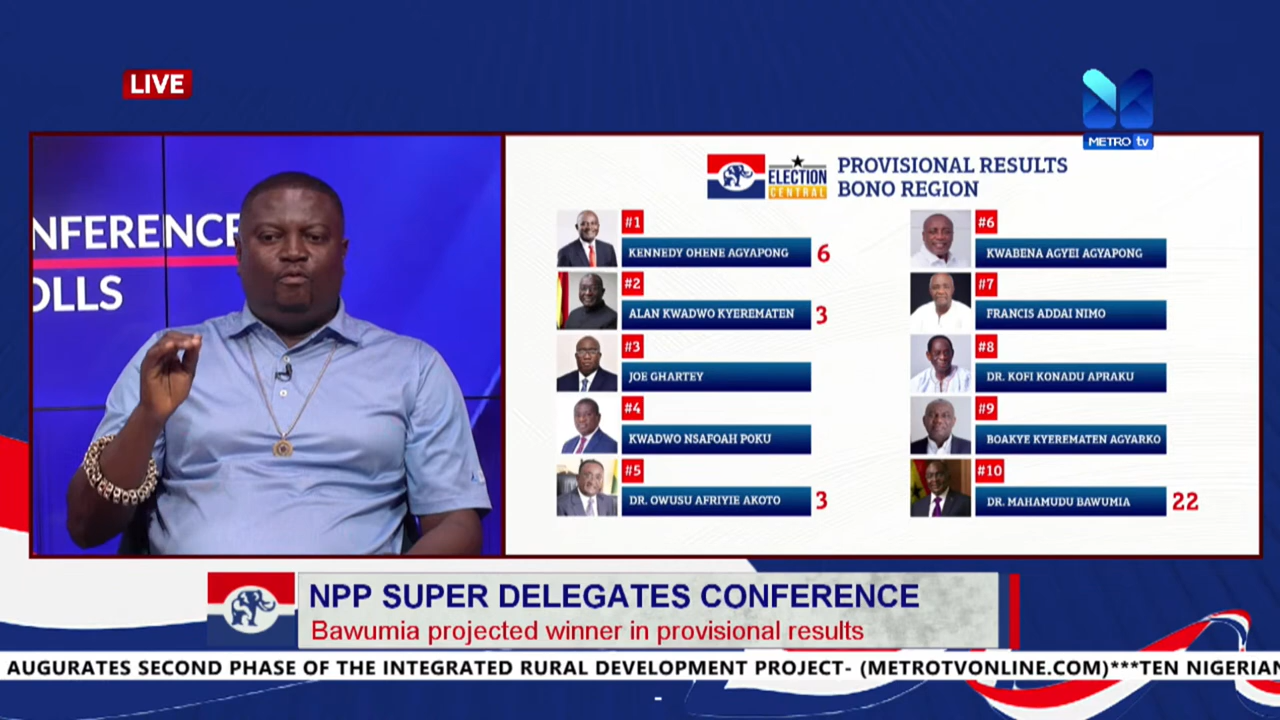 LIVE
METRO tv
NFERENCE
OLLS
ELECTION
CENTRAL
PROVISIONAL RESULTS
BONO REGION
#1
KENNEDY OHENE AGYAPONG 6
#2
ALAN KWADWO KYEREMATEN 3
#3
JOE GHARTEY
#4
KWADWO NSAFOAH POKU
#5
DR. OWUSU AFRIYIE AKOTO 3
#6
KWABENA AGYEI AGYAPONG
#7
FRANCIS ADDAI NIMO
#8
DR. KOFI KONADU APRAKU
#9
BOAKYE KYEREMATEN AGYARKO
#10
DR. MAHAMUDU BAWUMIA 22
NPP SUPER DELEGATES CONFERENCE
Bawumia projected winner in provisional results
AUGURATES SECOND PHASE OF THE INTEGRATED RURAL DEVELOPMENT PROJECT- (METROTVONLINE.COM)***TEN NIGERIAN